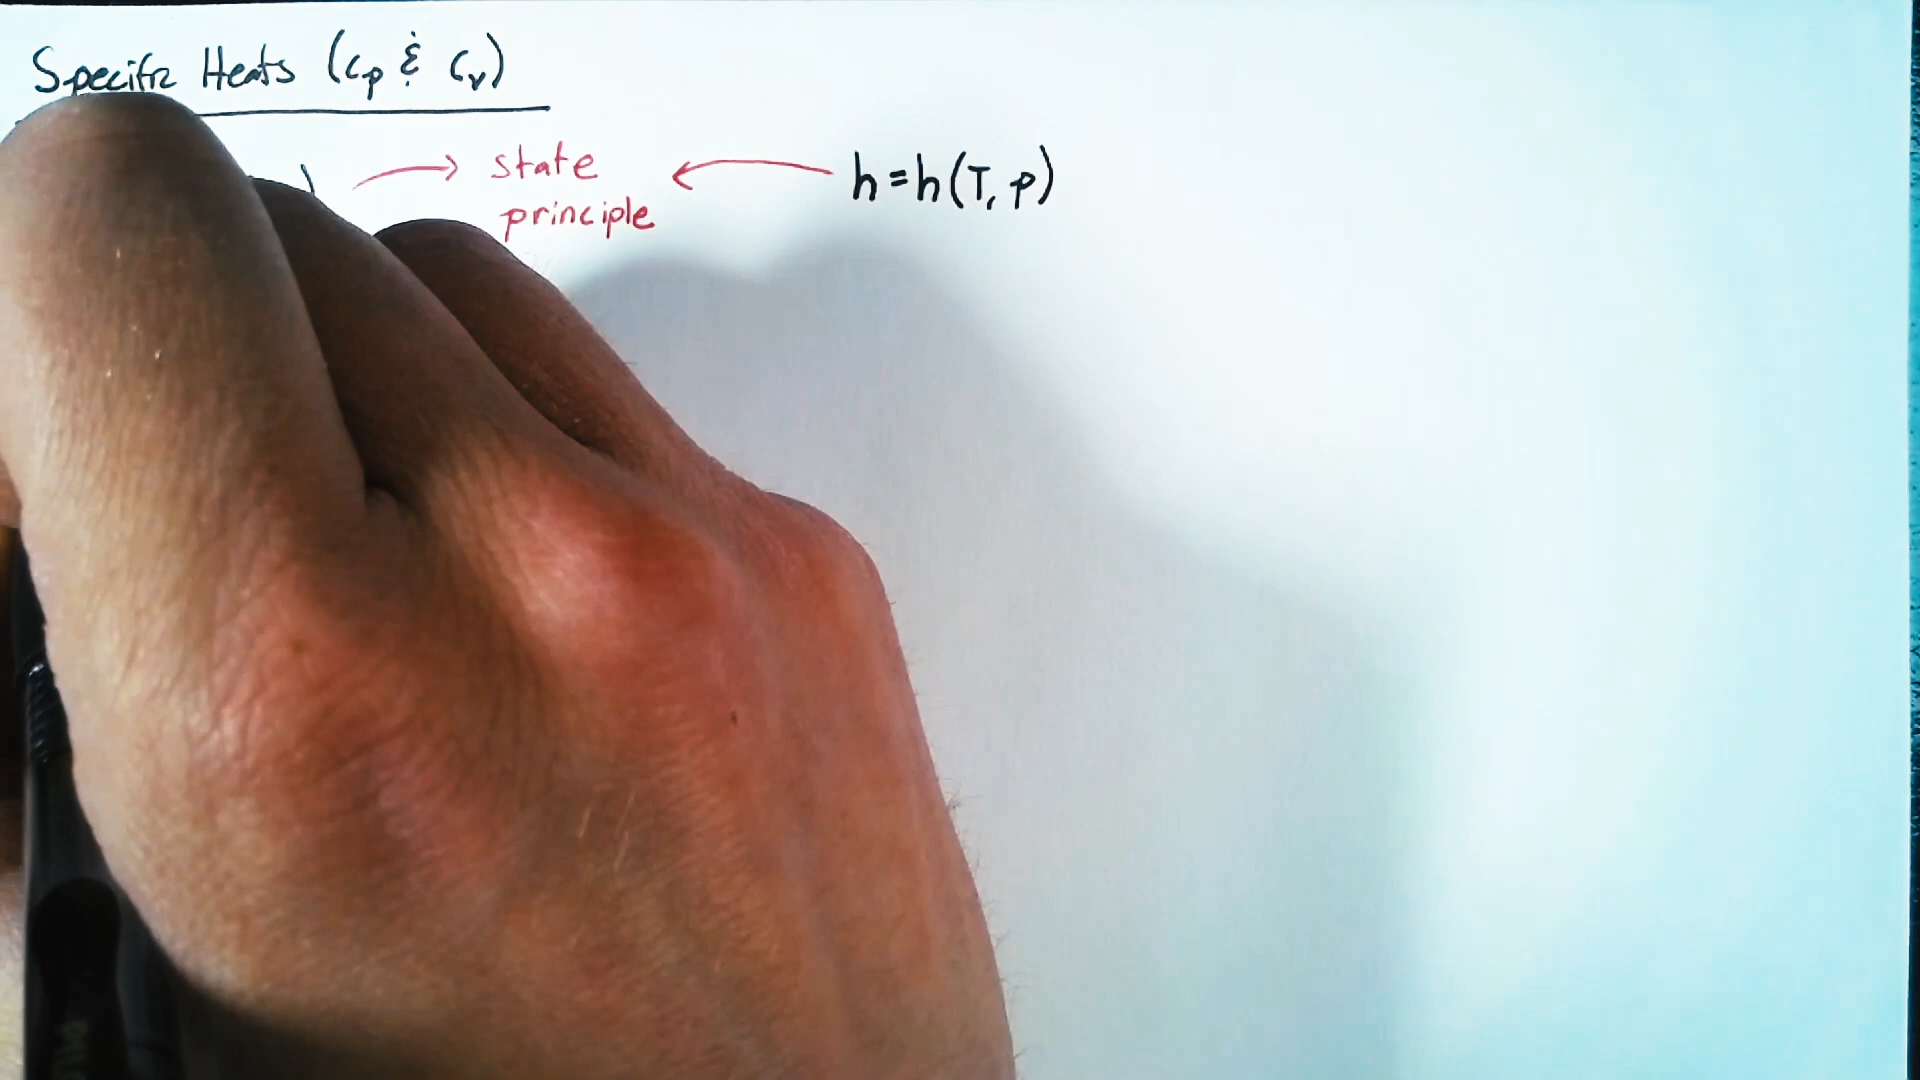 Specific Heats (cp & cv)
) → state ← h = h(T, p)
principle